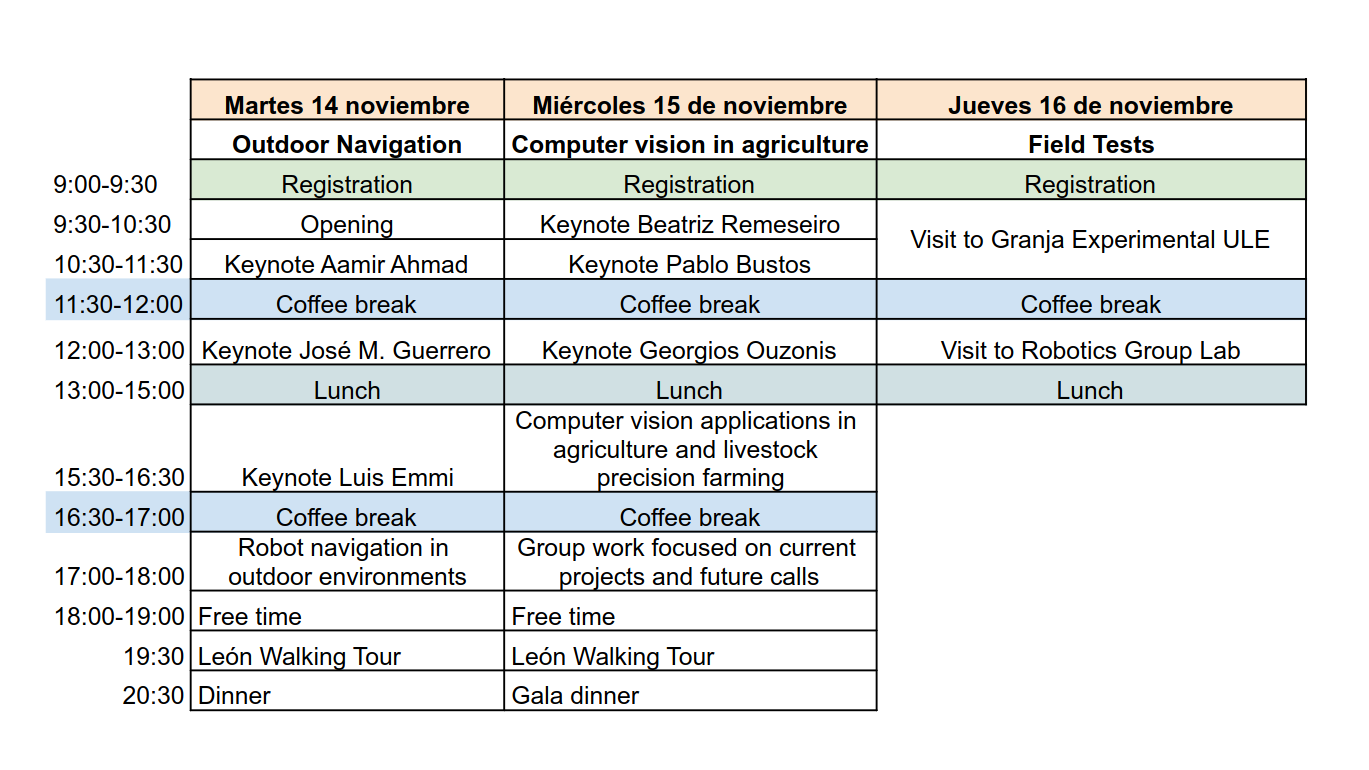 Martes 14 noviembre Miércoles 15 de noviembre Jueves 16 de noviembre
Outdoor Navigation Computer vision in agriculture Field Tests
9:00-9:30 Registration Registration Registration
9:30-10:30 Opening Keynote Beatriz Remeseiro
Visit to Granja Experimental ULE
10:30-11:30 Keynote Aamir Ahmad Keynote Pablo Bustos
11:30-12:00 Coffee break Coffee break Coffee break
12:00-13:00 Keynote José M. Guerrero Keynote Georgios Ouzonis Visit to Robotics Group Lab
13:00-15:00 Lunch Lunch Lunch
Computer vision applications in
agriculture and livestock
15:30-16:30 Keynote Luis Emmi precision farming
16:30-17:00 Coffee break Coffee break
Robot navigation in Group work focused on current
17:00-18:00 outdoor environments projects and future calls
18:00-19:00 Free time Free time
19:30 León Walking Tour León Walking Tour
20:30 Dinner Gala dinner